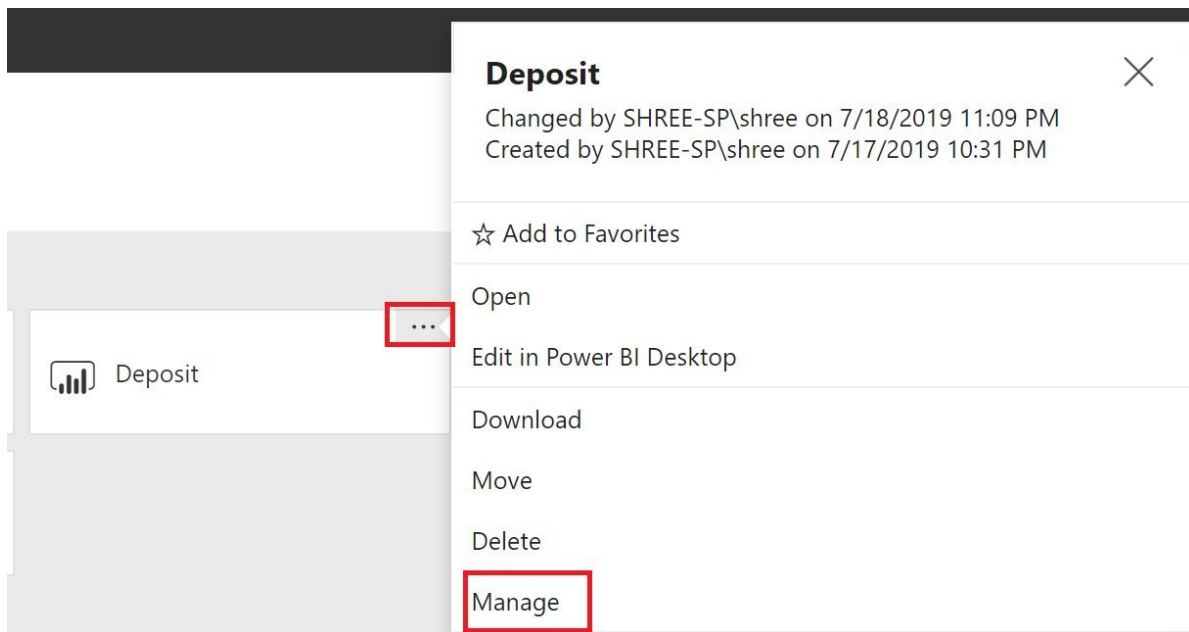 Deposit
Changed by SHREE-SP\shree on 7/18/2019 11:09 PM
Created by SHREE-SP\shree on 7/17/2019 10:31 PM
Add to Favorites
Open
Edit in Power BI Desktop
Download
Move
Delete
Manage
...
Deposit